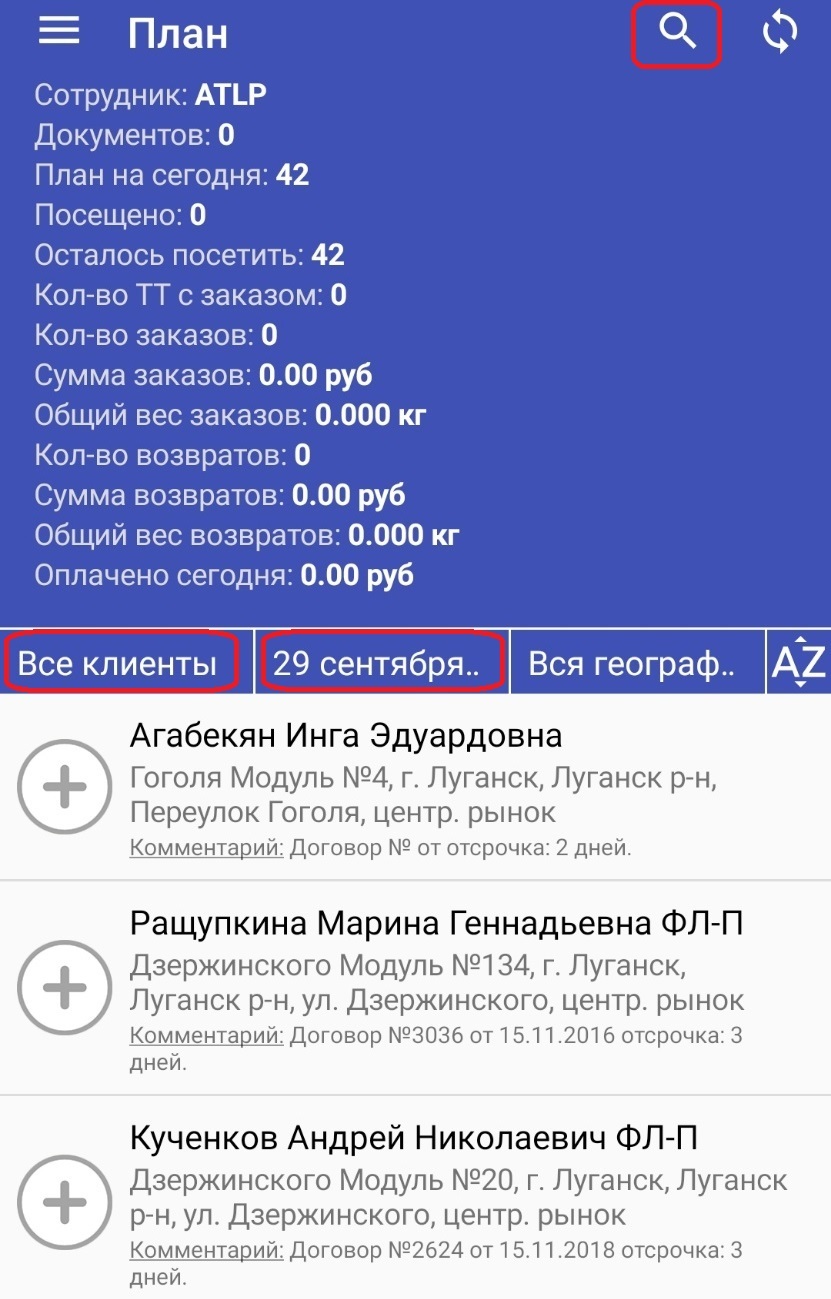 План
Сотрудник: ATLP
Документов: 0
План на сегодня: 42
Посещено: 0
Осталось посетить: 42
Кол-во ТТ с заказом: 0
Кол-во заказов: 0
Сумма заказов: 0.00 руб
Общий вес заказов: 0.000 кг
Кол-во возвратов: 0
Сумма возвратов: 0.00 руб
Общий вес возвратов: 0.000 кг
Оплачено сегодня: 0.00 руб
Все клиенты 29 сентября.. Вся географ.. AZ
Агабекян Инга Эдуардовна
Гоголя Модуль №4, г. Луганск, Луганск р-н,
Переулок Гоголя, центр. рынок
Комментарий: Договор № от отсрочка: 2 дней.
Ращупкина Марина Геннадьевна ФЛ-П
Дзержинского Модуль №134, г. Луганск,
Луганск р-н, ул. Дзержинского, центр. рынок
Комментарий: Договор №3036 от 15.11.2016 отсрочка: 3
дней.
Кученков Андрей Николаевич ФЛ-П
Дзержинского Модуль №20, г. Луганск, Луганск
р-н, ул. Дзержинского, центр. рынок
Комментарий: Договор №2624 от 15.11.2018 отсрочка: 3
дней.